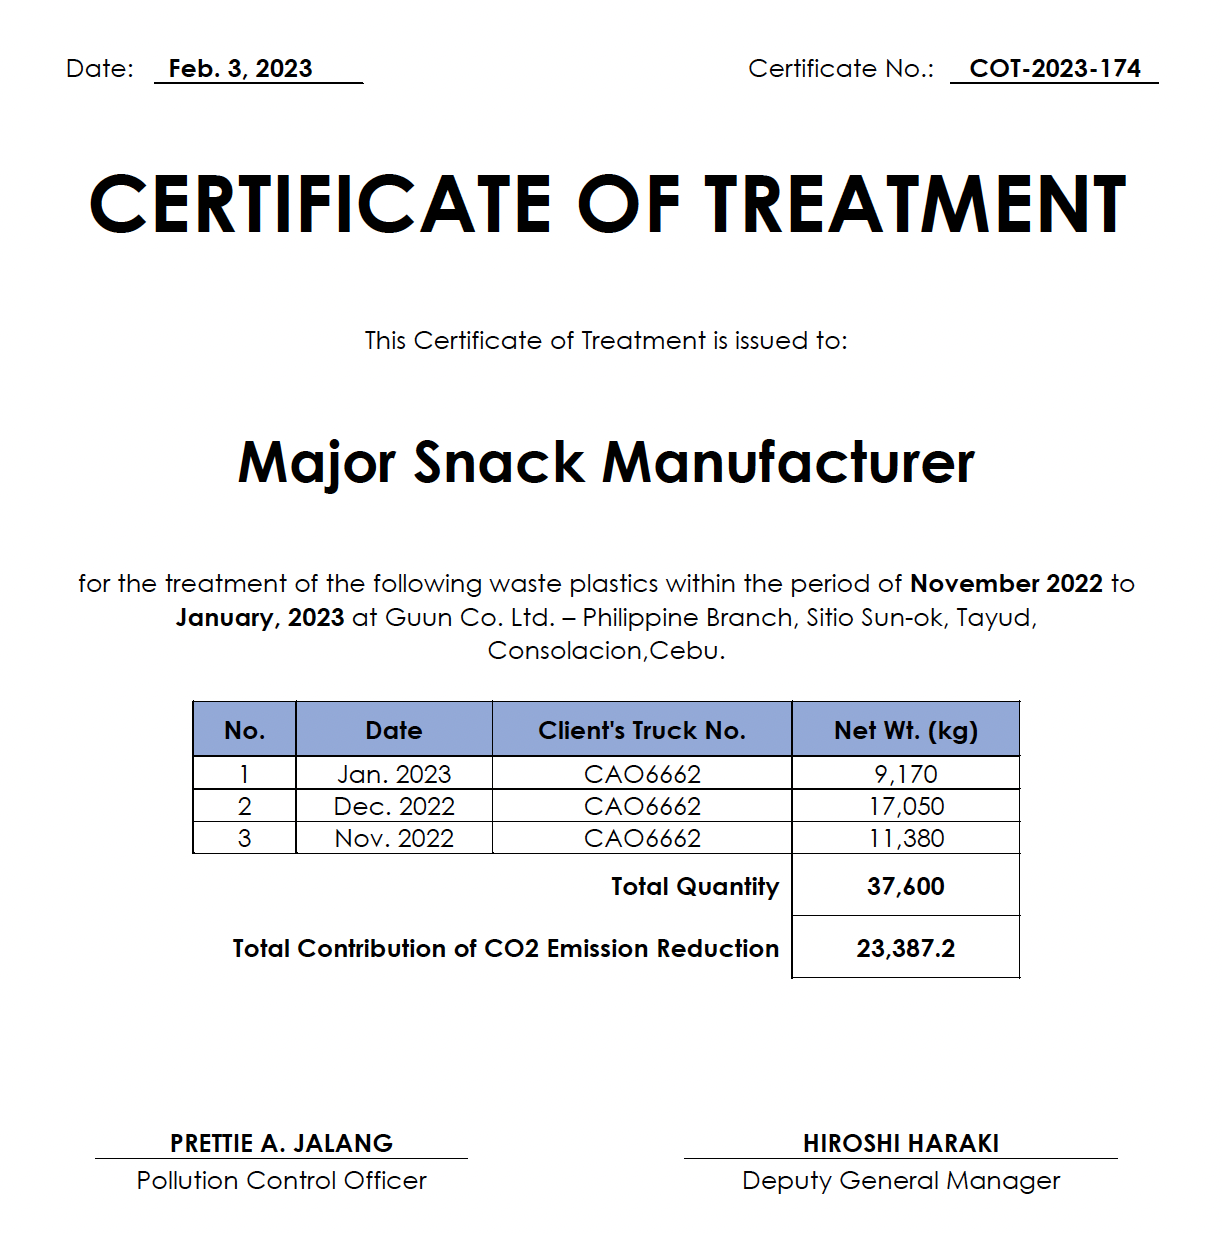 Date: Feb. 3, 2023 Certificate No.: COT-2023-174
CERTIFICATE OF TREATMENT
This Certificate of Treatment is issued to:
Major Snack Manufacturer
for the treatment of the following waste plastics within the period of November 2022 to
January, 2023 at Guun Co. Ltd. – Philippine Branch, Sitio Sun-ok, Tayud,
Consolacion,Cebu.
No. Date Client's Truck No. Net Wt. (kg)
1 Jan. 2023 CAO6662 9,170
2 Dec. 2022 CAO6662 17,050
3 Nov. 2022 CAO6662 11,380
Total Quantity 37,600
Total Contribution of CO2 Emission Reduction 23,387.2
PRETTIE A. JALANG HIROSHI HARAKI
Pollution Control Officer Deputy General Manager